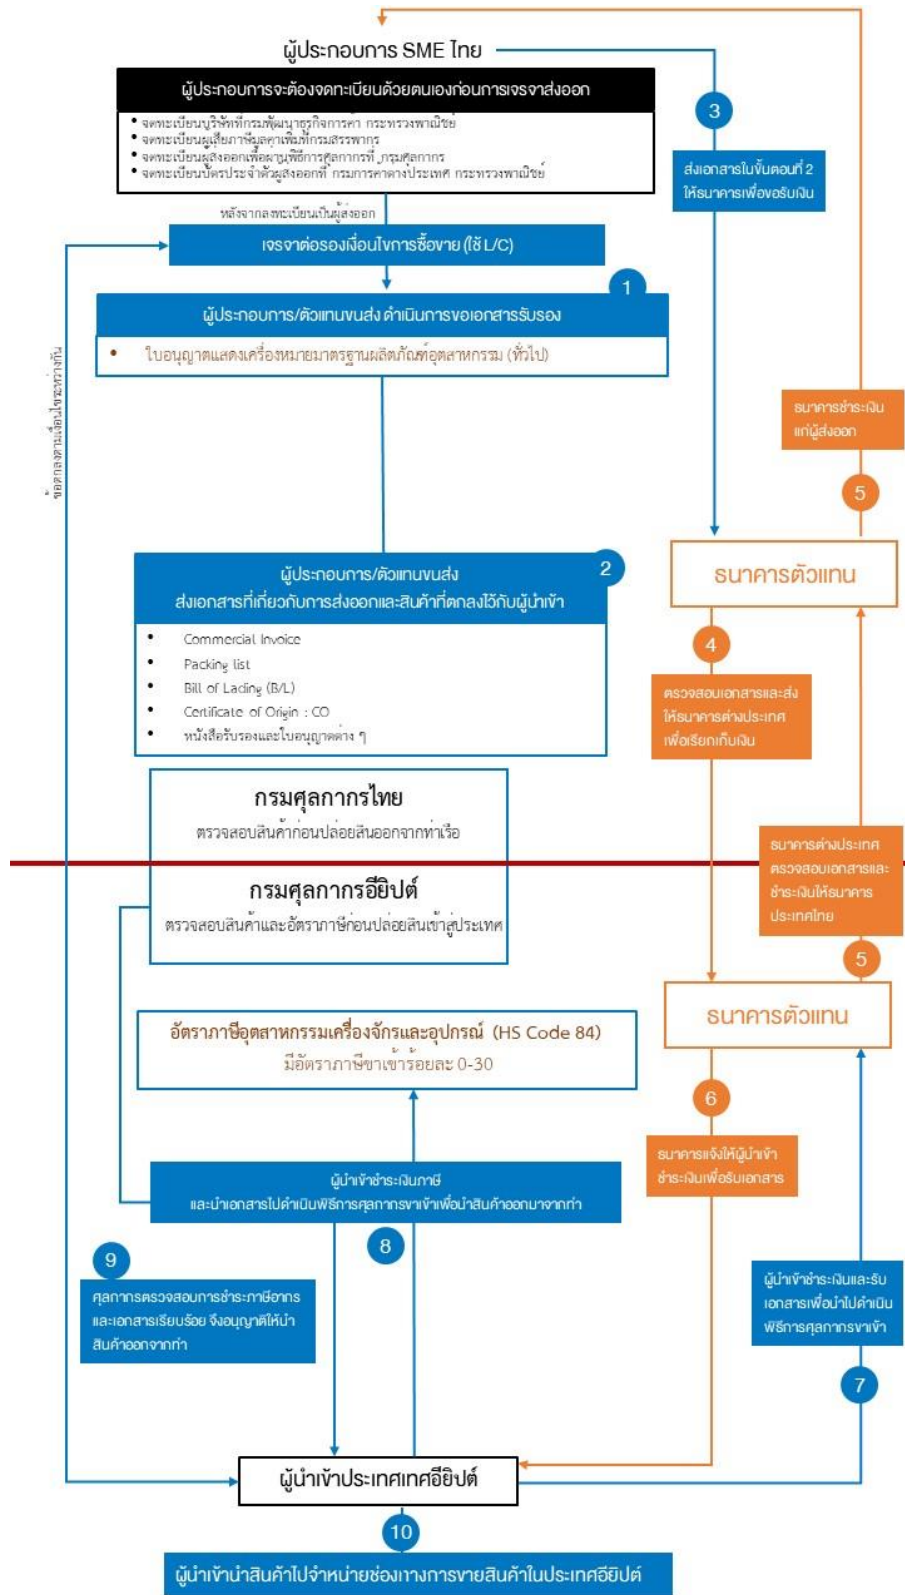 ผู้ประกอบการ SME ไทย
ผู้ประกอบการจะต้องจดทะเบียนด้วยตนเองก่อนการเจรจาส่งออก
• จดทะเบียนบริษัทที่กรมพัฒนาธุรกิจการค้า กระทรวงพาณิชย์
• จดทะเบียนผู้เสียภาษีมูลค่าเพิ่มที่กรมสรรพากร
• จดทะเบียนผู้ส่งออกเพื่อผ่านพิธีการศุลกากรที่ กรมศุลกากร
• จดทะเบียนบัตรประจำตัวผู้ส่งออกที่ กรมการค้าต่างประเทศ กระทรวงพาณิชย์
3
ส่งเอกสารในขั้นตอนที่ 2
ให้ธนาคารเพื่อขอรับเงิน
หลังจากลงทะเบียนเป็นผู้ส่งออก
เจรจาต่อรองเงื่อนไขการซื้อขาย (ใช้ L/C)
1
ผู้ประกอบการ/ตัวแทนขนส่ง ดำเนินการขอเอกสารรับรอง
• ใบอนุญาตแสดงเครื่องหมายมาตรฐานผลิตภัณฑ์อุตสาหกรรม (ทั่วไป)
ข้อตกลงตามเงื่อนไขระหว่างกัน
ธนาคารชำระเงิน
แก่ผู้ส่งออก
5
ธนาคารตัวแทน
2
ผู้ประกอบการ/ตัวแทนขนส่ง
ส่งเอกสารที่เกี่ยวกับการส่งออกและสินค้าที่ตกลงไว้กับผู้นำเข้า
• Commercial Invoice
• Packing list
• Bill of Lading (B/L)
• Certificate of Origin : CO
• หนังสือรับรองและใบอนุญาตต่าง ๆ
4
ตรวจสอบเอกสารและส่ง
ให้ธนาคารต่างประเทศ
เพื่อเรียกเก็บเงิน
กรมศุลกากรไทย
ตรวจสอบสินค้าก่อนปล่อยสินออกจากท่าเรือ
กรมศุลกากรอียิปต์
ตรวจสอบสินค้าและอัตราภาษีก่อนปล่อยสินเข้าสู่ประเทศ
ธนาคารต่างประเทศ
ตรวจสอบเอกสารและ
ชำระเงินให้ธนาคาร
ประเทศไทย
5
ธนาคารตัวแทน
อัตราภาษีอุตสาหกรรมเครื่องจักรและอุปกรณ์ (HS Code 84)
มีอัตราภาษีขาเข้าร้อยละ 0-30
6
ธนาคารแจ้งให้ผู้นำเข้า
ชำระเงินเพื่อรับเอกสาร
ผู้นำเข้าชำระเงินภาษี
และนำเอกสารไปดำเนินพิธีการศุลกากรขาเข้าเพื่อนำสินค้าออกมาจากท่า
8
9
ศุลกากรตรวจสอบการชำระภาษีอากร
และเอกสารเรียบร้อย จึงอนุญาติให้นำ
สินค้าออกจากท่า
ผู้นำเข้าชำระเงินและรับ
เอกสารเพื่อนำไปดำเนิน
พิธีการศุลกากรขาเข้า
7
ผู้นำเข้าประเทศเทศอียิปต์
10
ผู้นำเข้านำสินค้าไปจำหน่ายช่องทางการขายสินค้าในประเทศอียิปต์